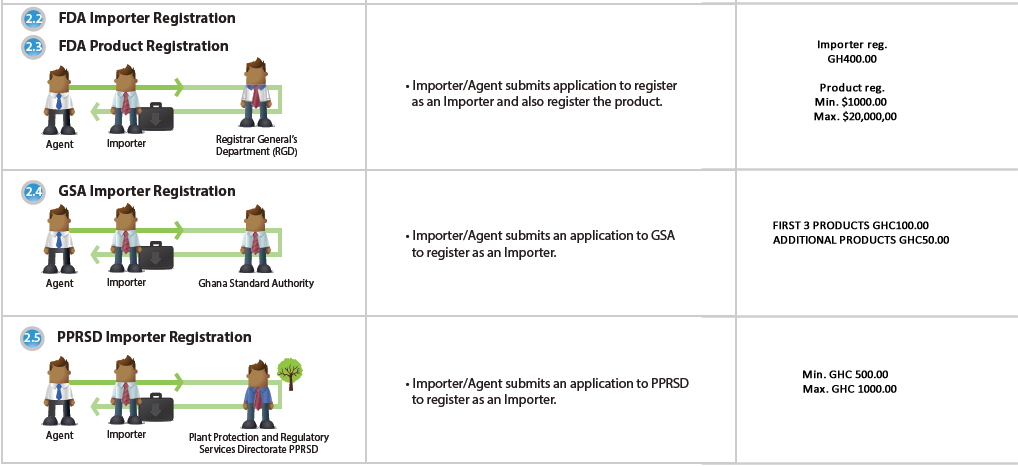 2.2 FDA Importer Registration
2.3 FDA Product Registration
Agent
Importer
Registrar General's
Department (RGD)
• Importer/Agent submits application to register
as an Importer and also register the product.
Importer reg.
GH400.00
Product reg.
Min. $1000.00
Max. $20,000,00
2.4 GSA Importer Registration
Agent
Importer
Ghana Standard Authority
• Importer/Agent submits an application to GSA
to register as an Importer.
FIRST 3 PRODUCTS GHC100.00
ADDITIONAL PRODUCTS GHC50.00
2.5 PPRSD Importer Registration
Agent
Importer
Plant Protection and Regulatory
Services Directorate PPRSD
• Importer/Agent submits an application to PPRSD
to register as an Importer.
Min. GHC 500.00
Max. GHC 1000.00